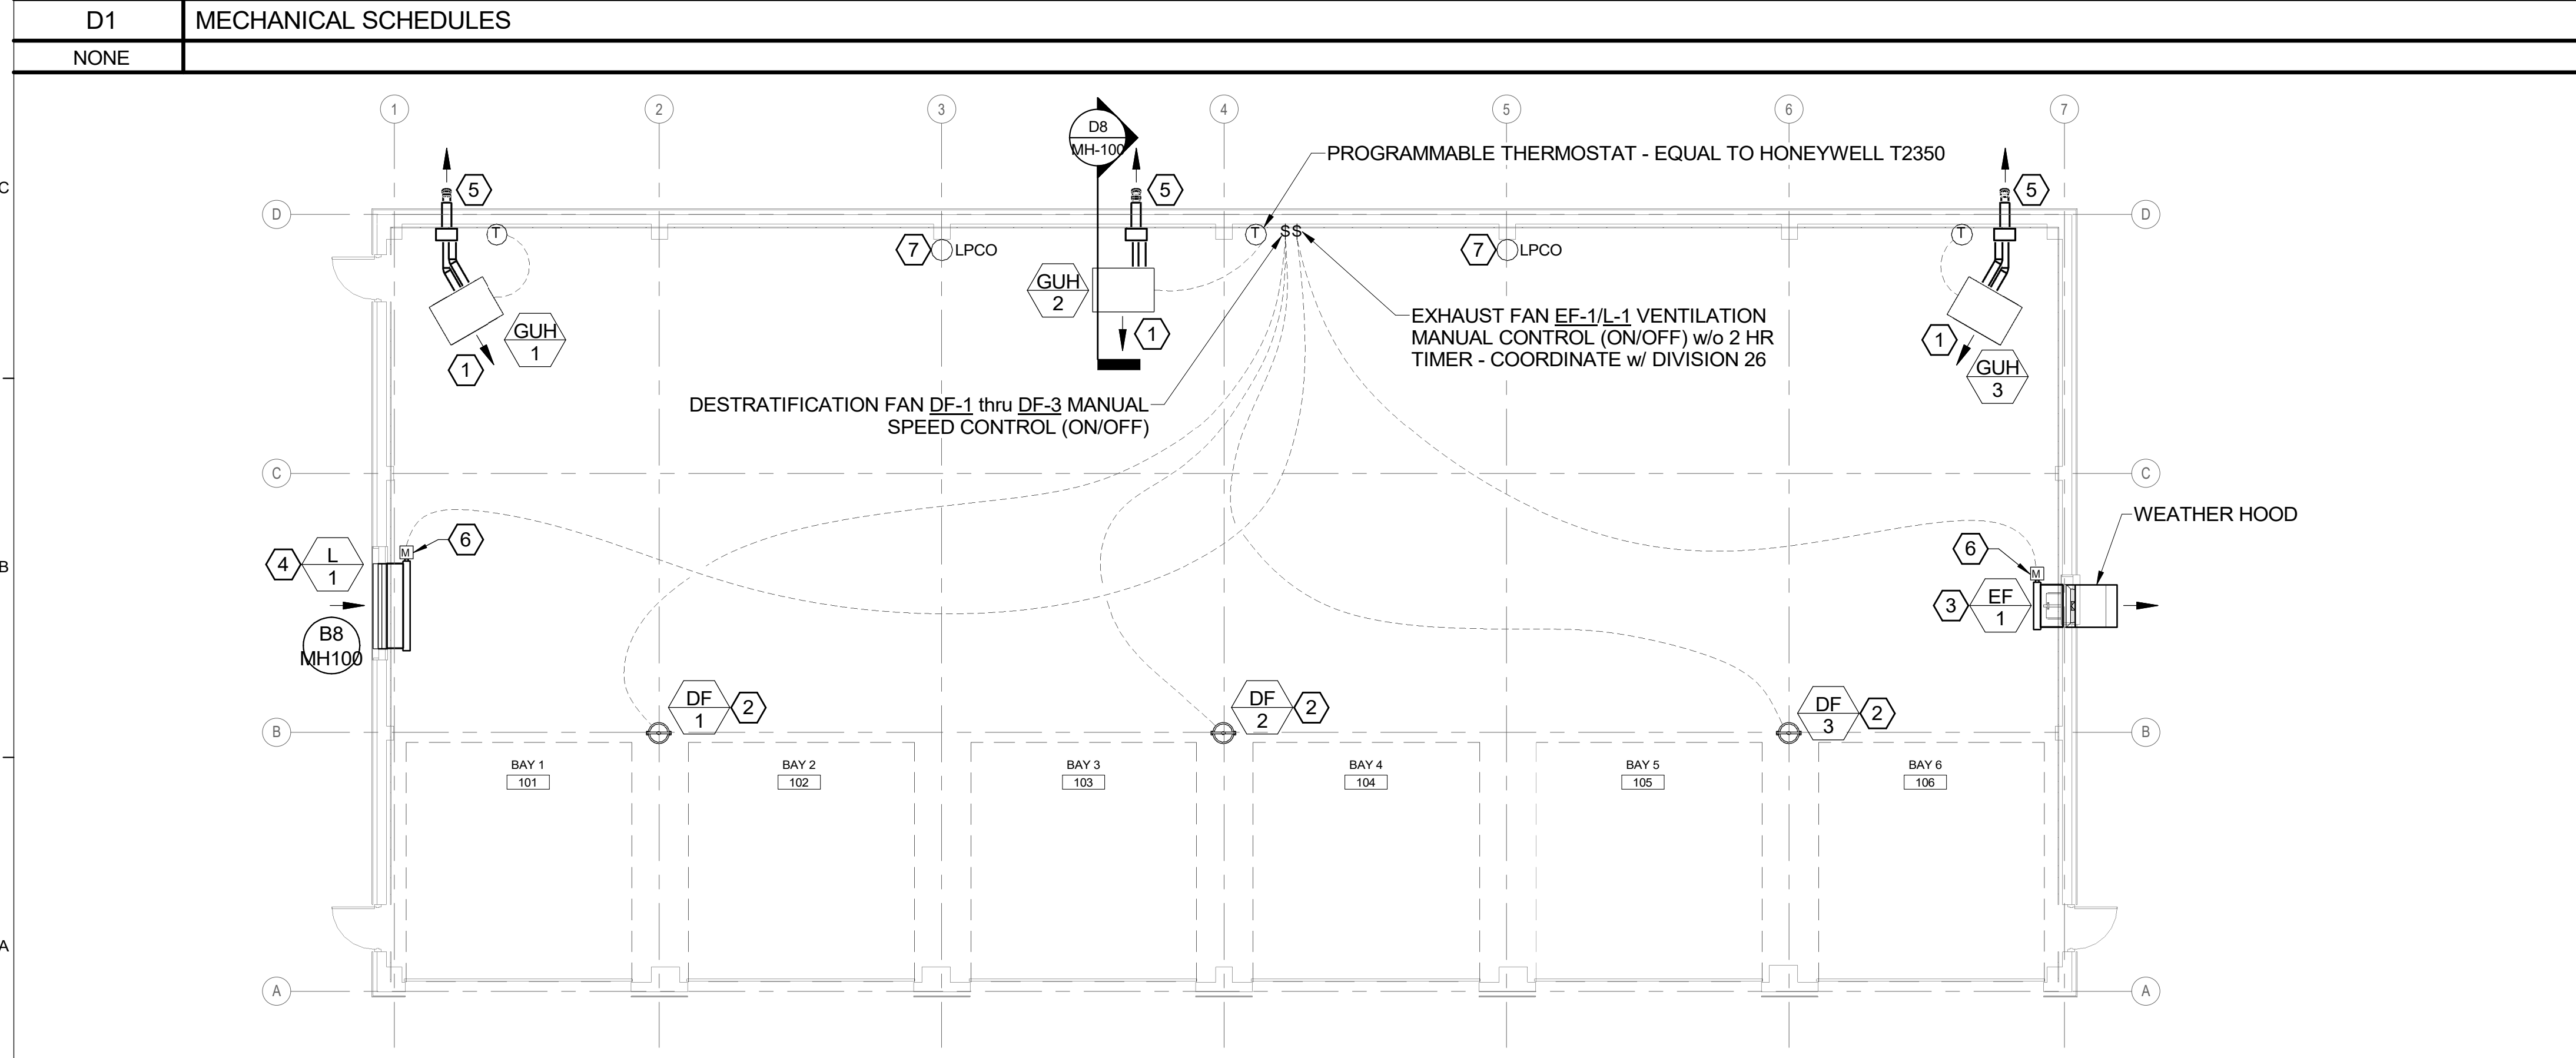 D1
MECHANICAL SCHEDULES
NONE
1
2
3
4
5
6
7
D8
MH-100
PROGRAMMABLE THERMOSTAT - EQUAL TO HONEYWELL T2350
C
5
5
5
D
D
T
T
$$
T
7
LPCO
7
LPCO
GUH
2
GUH
1
1
1
1
GUH
3
EXHAUST FAN EF-1/L-1 VENTILATION
MANUAL CONTROL (ON/OFF) w/o 2 HR
TIMER - COORDINATE w/ DIVISION 26
DESTRATIFICATION FAN DF-1 thru DF-3 MANUAL
SPEED CONTROL (ON/OFF)
C
C
WEATHER HOOD
B
4
L
1
M
6
6
M
3
EF
1
B8
MH100
DF
1
2
DF
2
2
DF
3
2
B
B
BAY 1
101
BAY 2
102
BAY 3
103
BAY 4
104
BAY 5
105
BAY 6
106
A
A
A